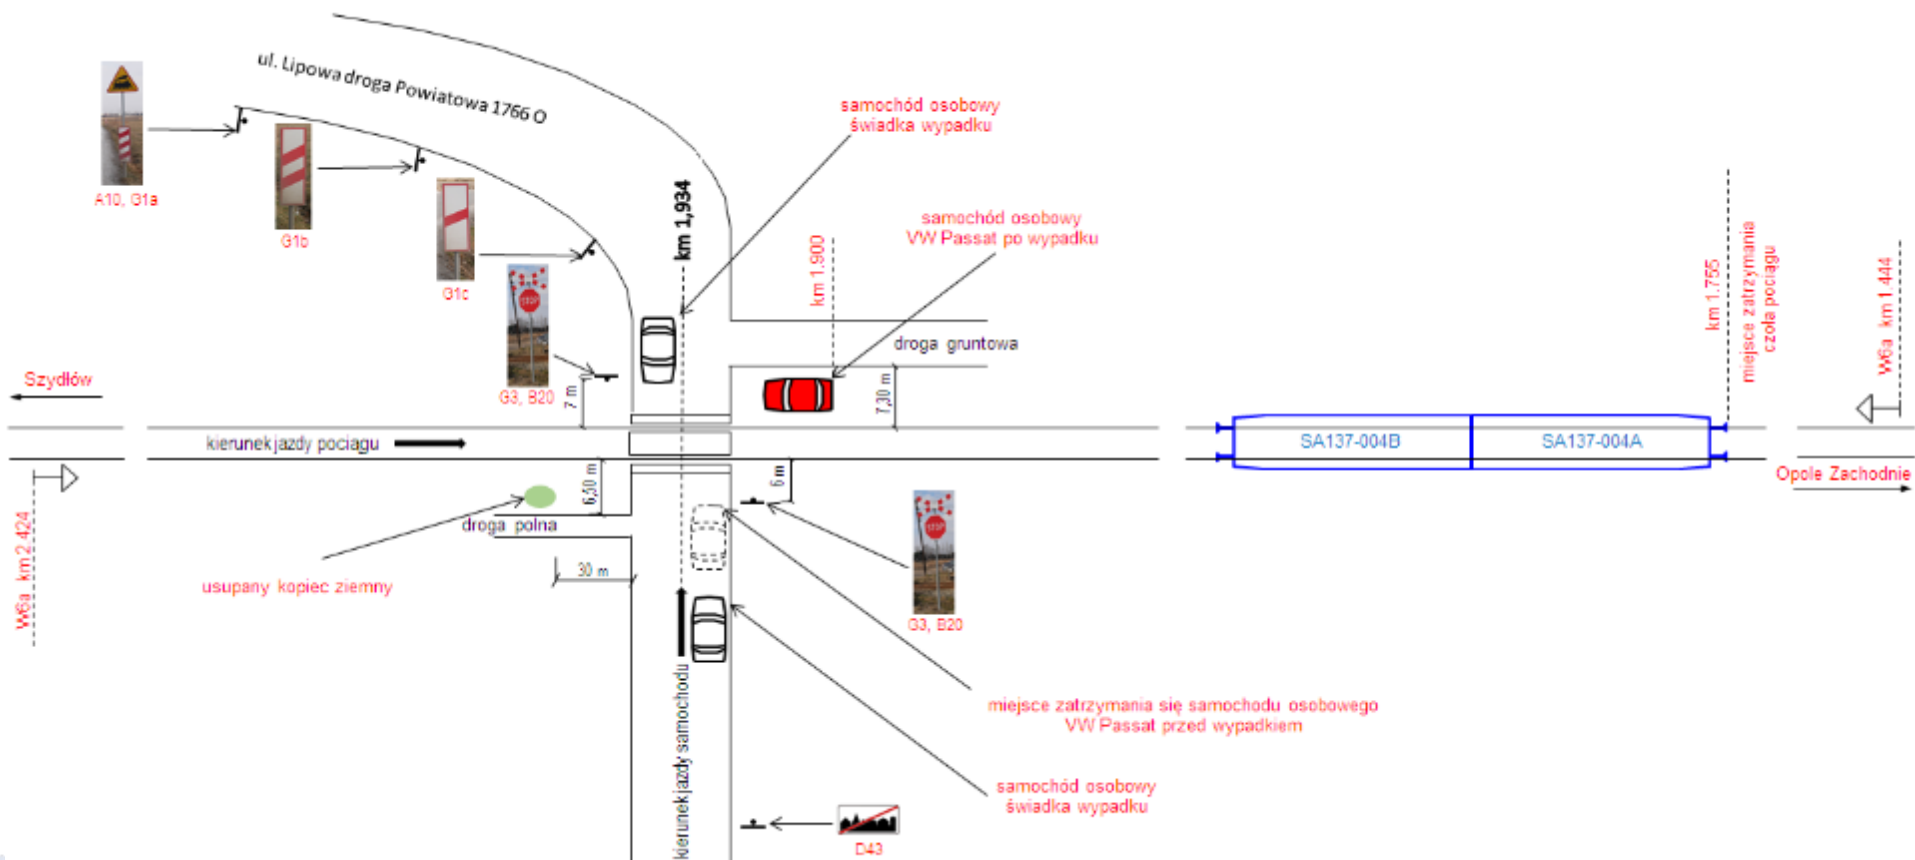 ul. Lipowa droga Powiatowa 1766 O
A10, G1a
G1b
G1c
G3, B20
STOP
samochód osobowy
świadka wypadku
km 1,934
samochód osobowy
VW Passat po wypadku
km 1.900
km 1.755
miejsce zatrzymania
czoła pociągu
W6a km 1.444
droga gruntowa
Szydłów
7 m
7,30 m
kierunek jazdy pociągu
SA137-004B
SA137-004A
Opole Zachodnie
6,50 m
6 m
droga polna
W6a km 2.424
usupany kopiec ziemny
30 m
STOP
G3, B20
miejsce zatrzymania się samochodu osobowego
VW Passat przed wypadkiem
kierunek jazdy samochodu
samochód osobowy
świadka wypadku
D43